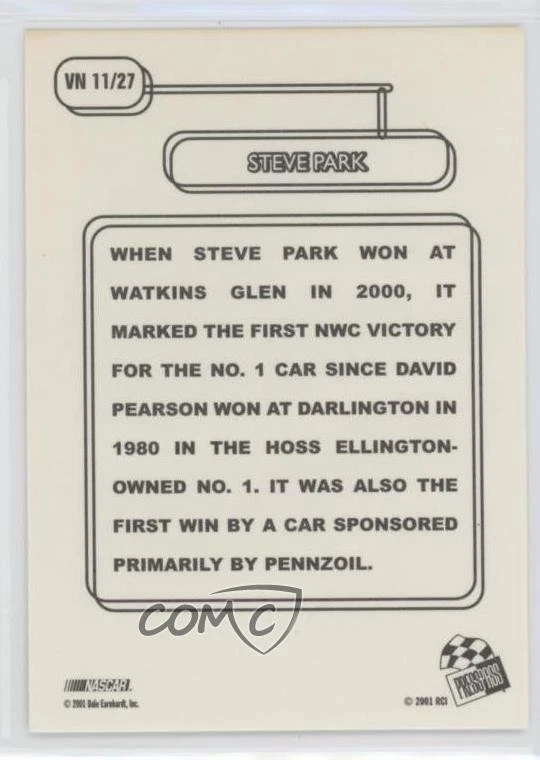 VN 11/27
STEVE PARK
WHEN STEVE PARK WON AT
WATKINS GLEN IN 2000, IT
MARKED THE FIRST NWC VICTORY
FOR THE NO. 1 CAR SINCE DAVID
PEARSON WON AT DARLINGTON IN
1980 IN THE HOSS ELLINGTON-
OWNED NO. 1. IT WAS ALSO THE
FIRST WIN BY A CAR SPONSORED
PRIMARILY BY PENNZOIL.
COMC
NASCAR
© 2001 Dale Earnhardt, Inc.
© 2001 RCI
PRESS PASS